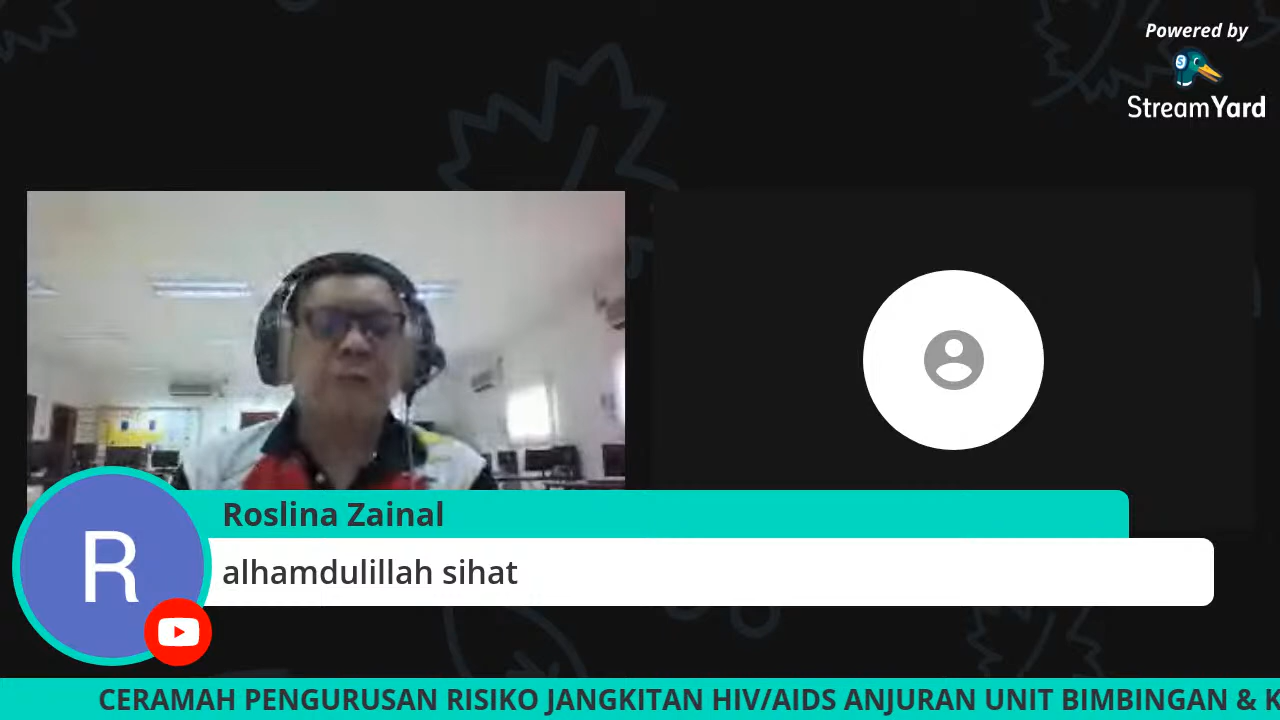 Powered by
StreamYard
Roslina Zainal
R
alhamdulillah sihat
CERAMAH PENGURUSAN RISIKO JANGKITAN HIV/AIDS ANJURAN UNIT BIMBINGAN & K